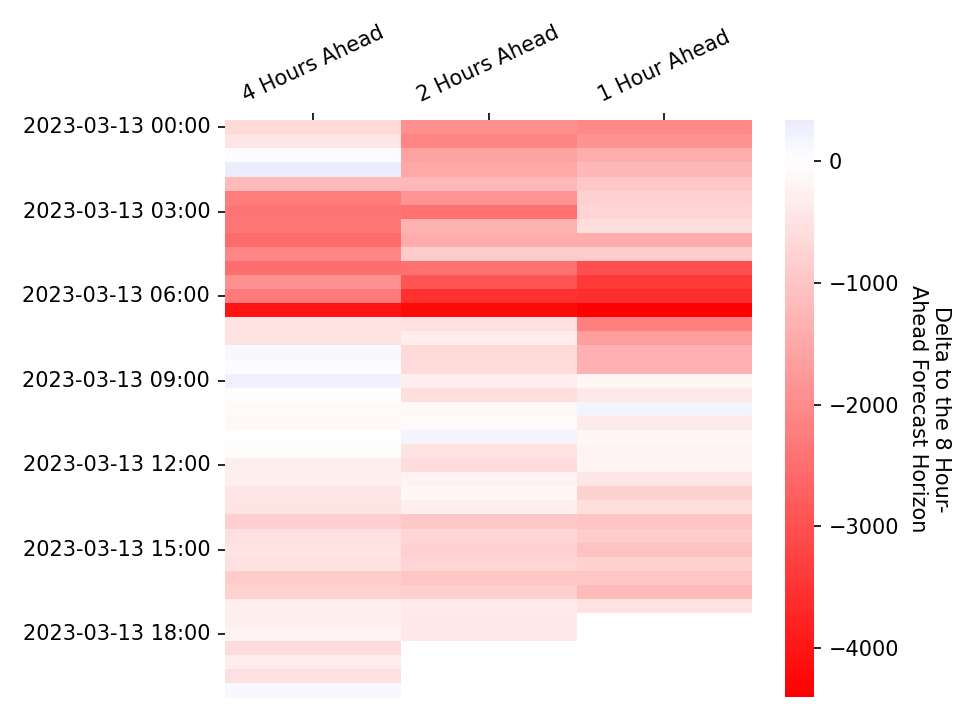 4 Hours Ahead
2 Hours Ahead
1 Hour Ahead
2023-03-13 00:00
2023-03-13 03:00
2023-03-13 06:00
2023-03-13 09:00
2023-03-13 12:00
2023-03-13 15:00
2023-03-13 18:00
0
−1000
−2000
−3000
−4000
Delta to the 8 Hour-
Ahead Forecast Horizon